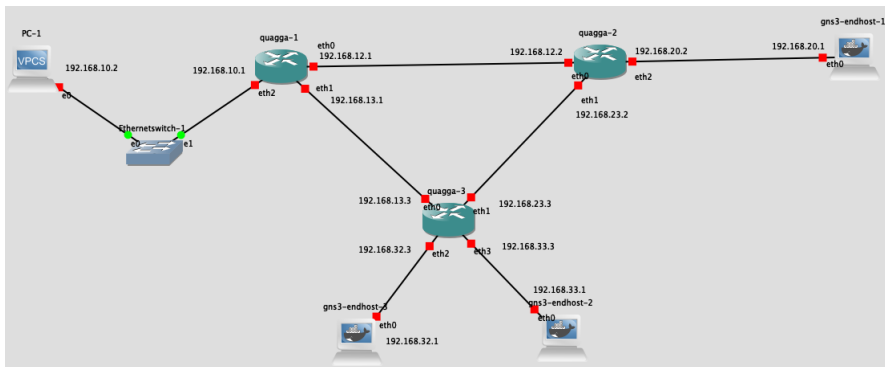 PC-1
VPCS
192.168.10.2
e0
Ethernetswitch-1
e0
e1
quagga-1
eth0
192.168.12.1
192.168.10.1
eth2
eth1
192.168.13.1
quagga-2
192.168.12.2
eth0
192.168.20.2
eth2
eth1
192.168.23.2
gns3-endhost-1
192.168.20.1
eth0
quagga-3
192.168.13.3
eth0
192.168.23.3
eth1
192.168.32.3
eth2
eth3
192.168.33.3
gns3-endhost-3
eth0
192.168.32.1
192.168.33.1
gns3-endhost-2
eth0